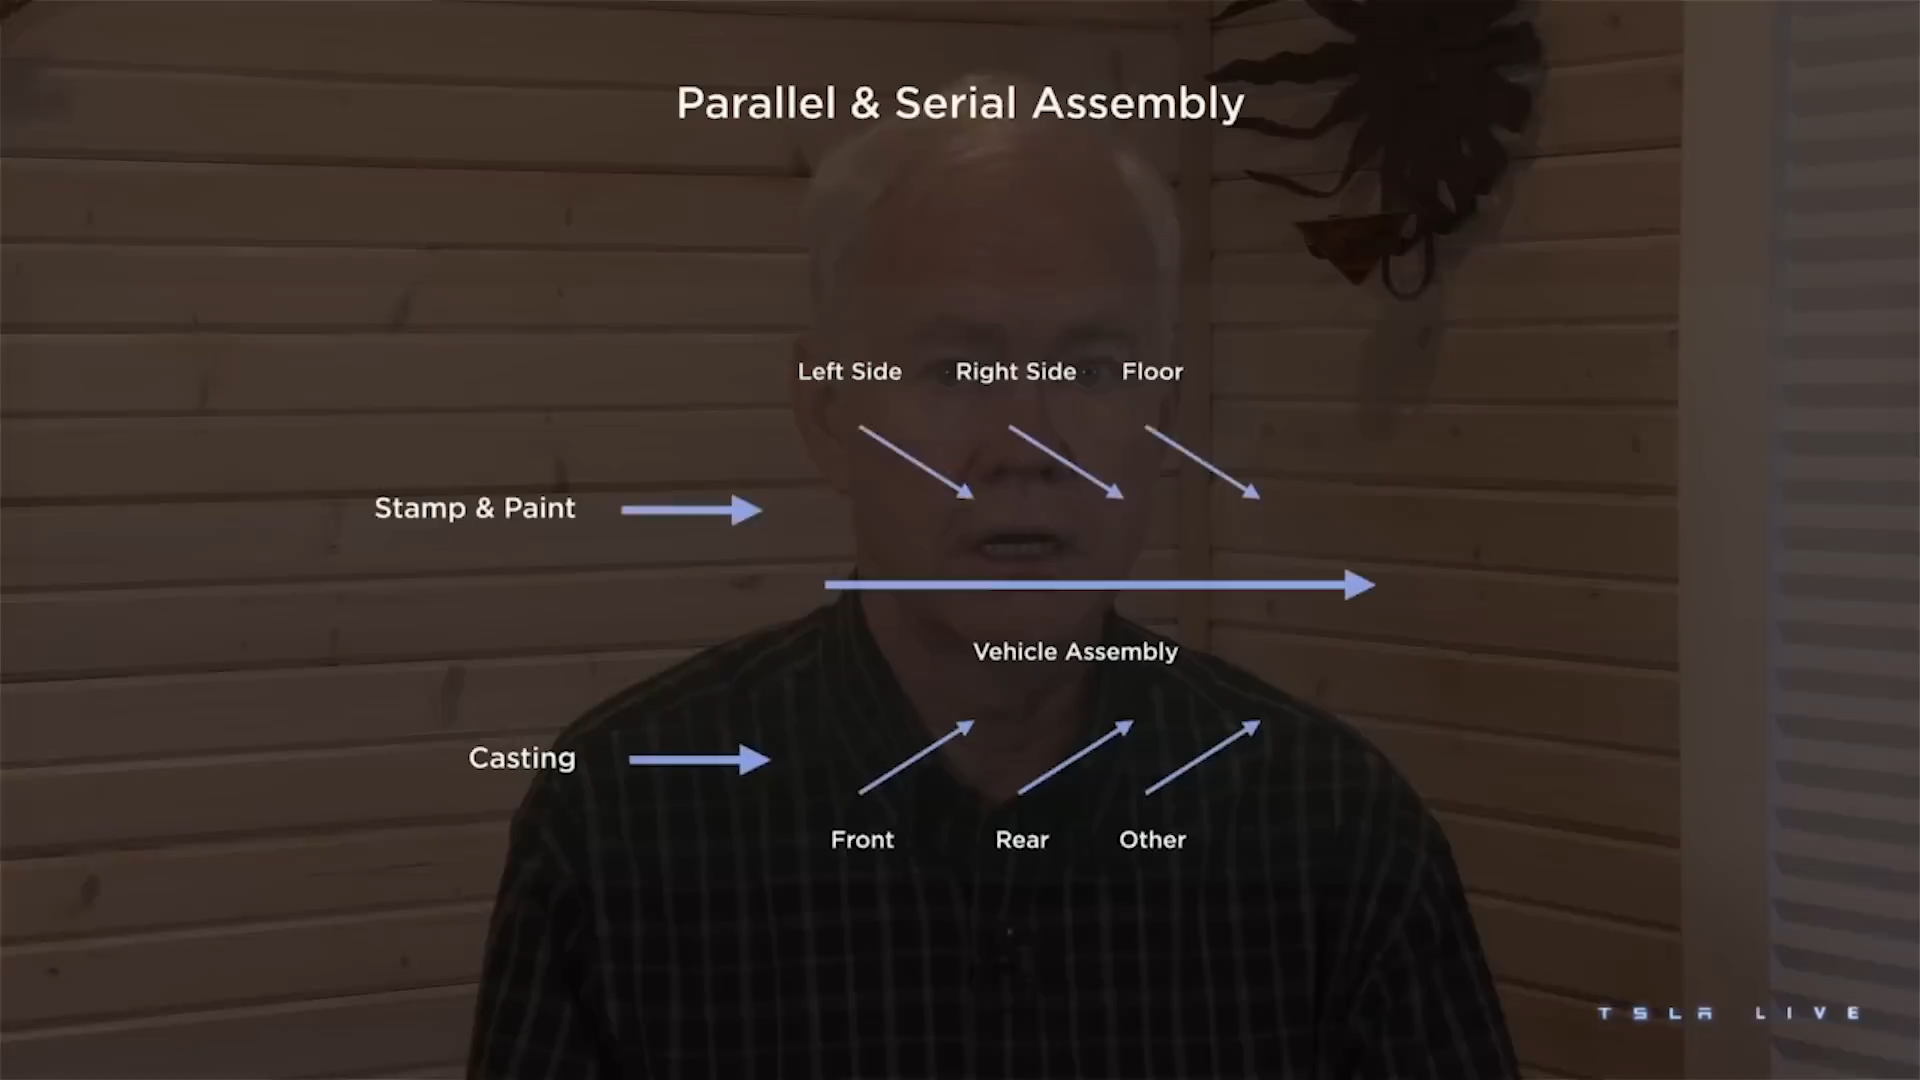 Parallel & Serial Assembly
Left Side Right Side Floor
Stamp & Paint
Vehicle Assembly
Casting
Front Rear Other
TSLA LIVE